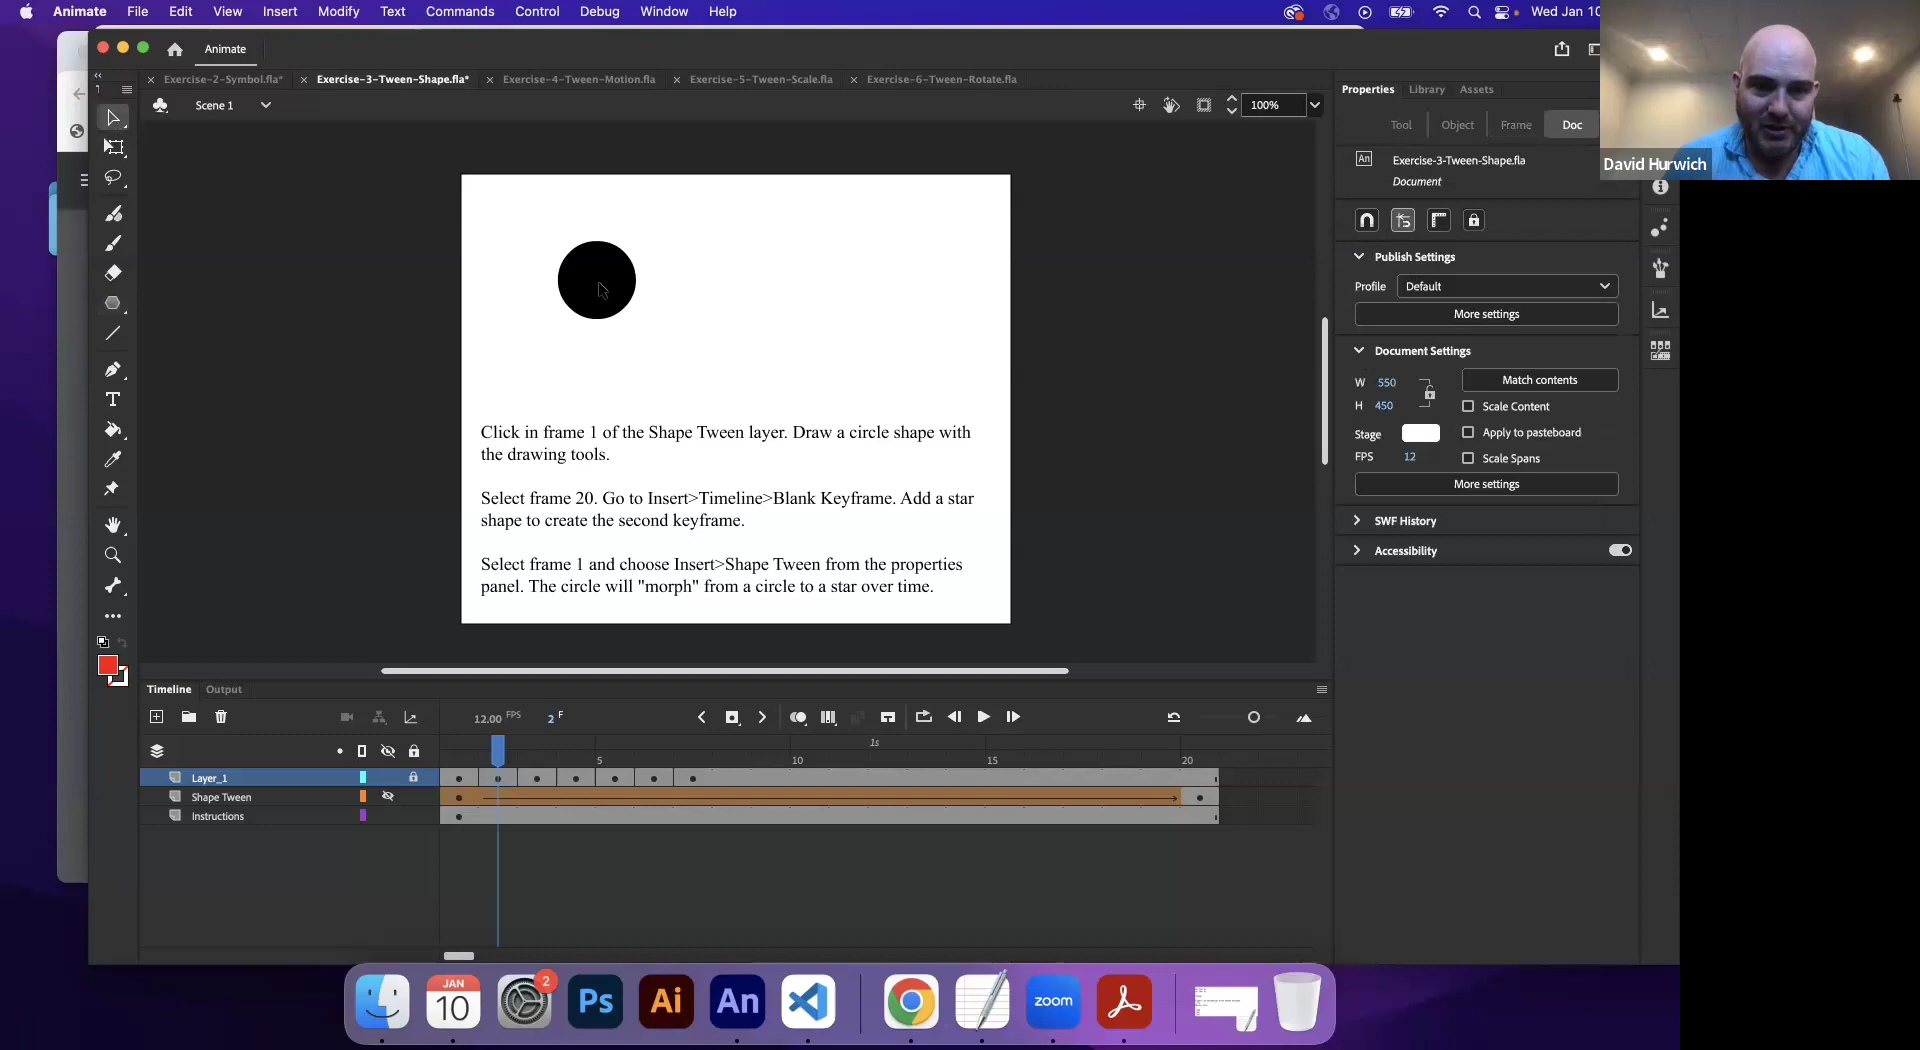 Animate File Edit View Insert Modify Text Commands Control Debug Window Help
Wed Jan 10
Animate
Exercise-2-Symbol.fla* Exercise-3-Tween-Shape.fla* Exercise-4-Tween-Motion.fla Exercise-5-Tween-Scale.fla Exercise-6-Tween-Rotate.fla
Scene 1
100%
Properties Library Assets
Tool Object Frame Doc
An Exercise-3-Tween-Shape.fla
Document
David Hurwich
Publish Settings
Profile Default
More settings
Document Settings
W 550 Match contents
H 450 Scale Content
Stage Apply to pasteboard
FPS 12 Scale Spans
More settings
SWF History
Accessibility
Click in frame 1 of the Shape Tween layer. Draw a circle shape with
the drawing tools.
Select frame 20. Go to Insert>Timeline>Blank Keyframe. Add a star
shape to create the second keyframe.
Select frame 1 and choose Insert>Shape Tween from the properties
panel. The circle will "morph" from a circle to a star over time.
Timeline Output
12.00 FPS 2 F
1s
5 10 15 20
Layer_1
Shape Tween
Instructions
JAN
10
2
Ps
Ai
An
zoom